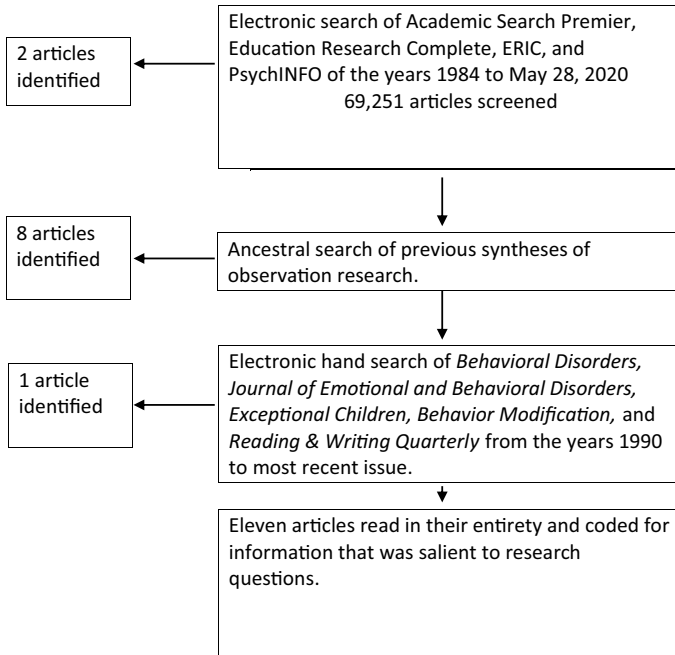 Electronic search of Academic Search Premier,
Education Research Complete, ERIC, and
PsychINFO of the years 1984 to May 28, 2020
69,251 articles screened
2 articles
identified
Ancestral search of previous syntheses of
observation research.
8 articles
identified
Electronic hand search of Behavioral Disorders,
Journal of Emotional and Behavioral Disorders,
Exceptional Children, Behavior Modification, and
Reading & Writing Quarterly from the years 1990
to most recent issue.
1 article
identified
Eleven articles read in their entirety and coded for
information that was salient to research
questions.